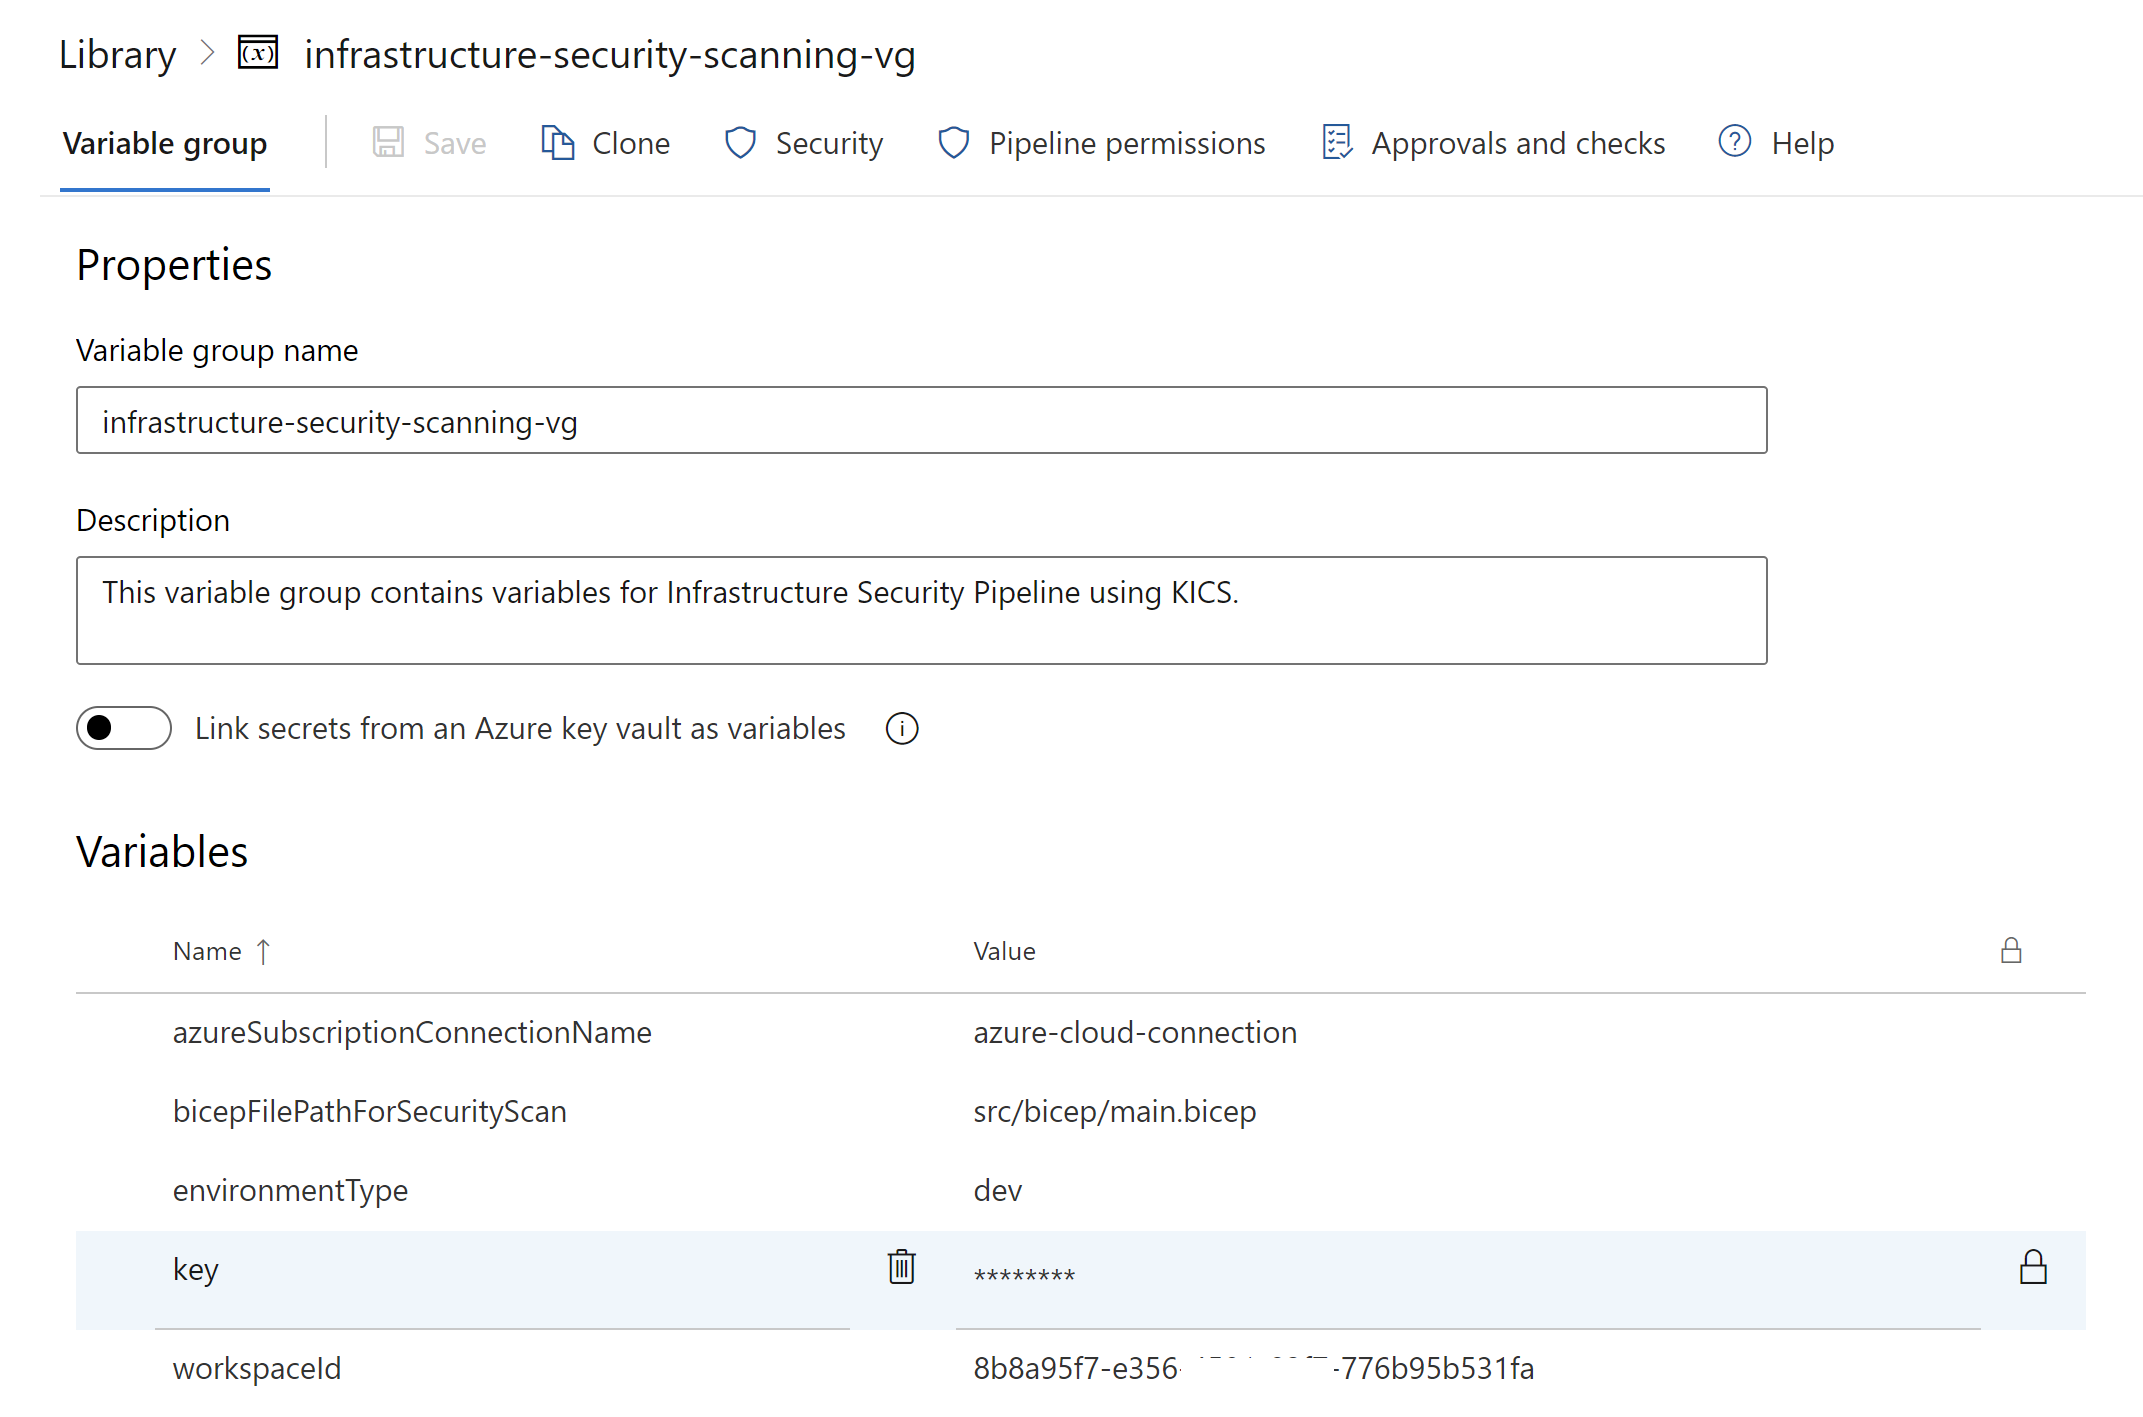 Library > (x) infrastructure-security-scanning-vg
Variable group Save Clone Security Pipeline permissions Approvals and checks ? Help
Properties
Variable group name
infrastructure-security-scanning-vg
Description
This variable group contains variables for Infrastructure Security Pipeline using KICS.
Link secrets from an Azure key vault as variables i
Variables
Name ↑ Value
azureSubscriptionConnectionName azure-cloud-connection
bicepFilePathForSecurityScan src/bicep/main.bicep
environmentType dev
key ********
workspaceId 8b8a95f7-e356- -776b95b531fa